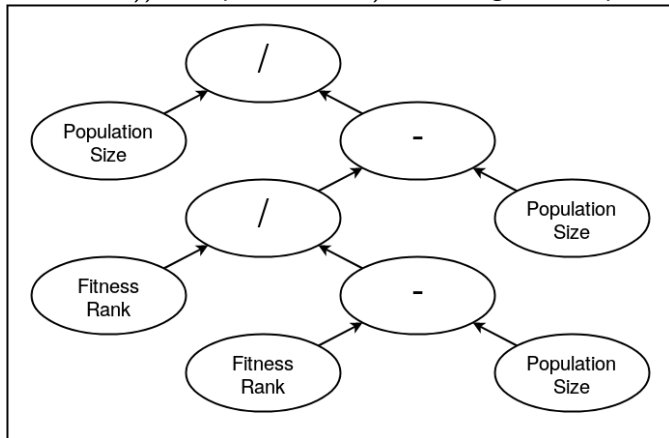 /
Population
Size
-
/
Population
Size
Fitness
Rank
-
Fitness
Rank
Population
Size